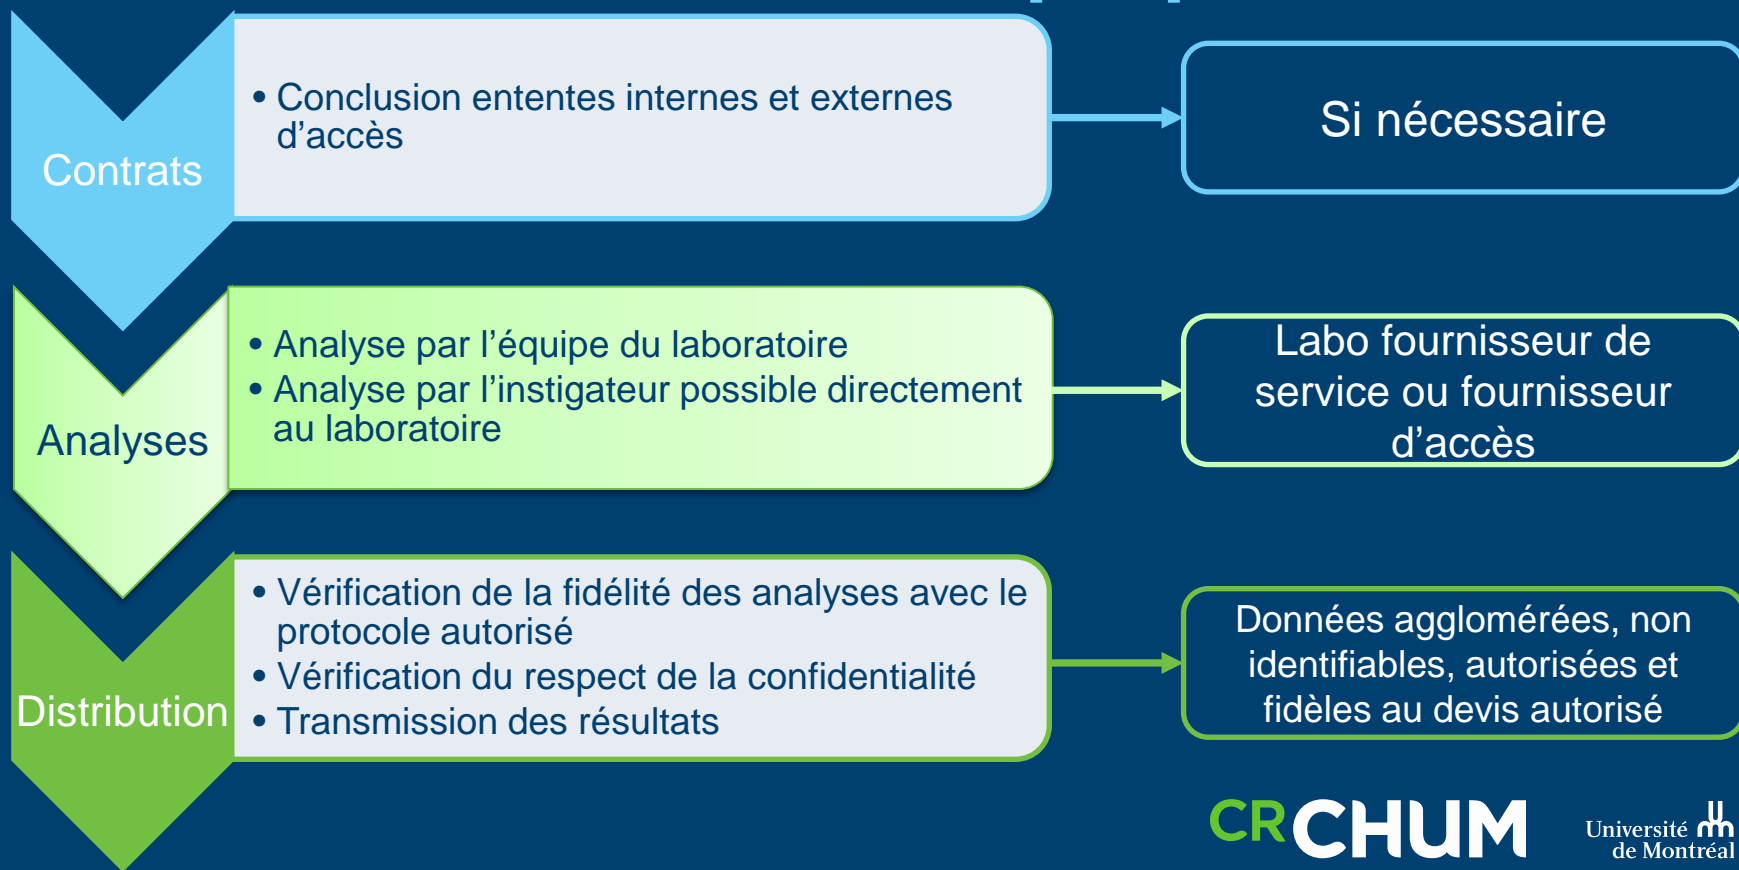 Contrats
• Conclusion ententes internes et externes
d'accès
Si nécessaire
Analyses
• Analyse par l’équipe du laboratoire
• Analyse par l’instigateur possible directement
au laboratoire
Labo fournisseur de
service ou fournisseur
d’accès
Distribution
• Vérification de la fidélité des analyses avec le
protocole autorisé
• Vérification du respect de la confidentialité
• Transmission des résultats
Données agglomérées, non
identifiables, autorisées et
fidèles au devis autorisé
CRCHUM
Université
de Montréal